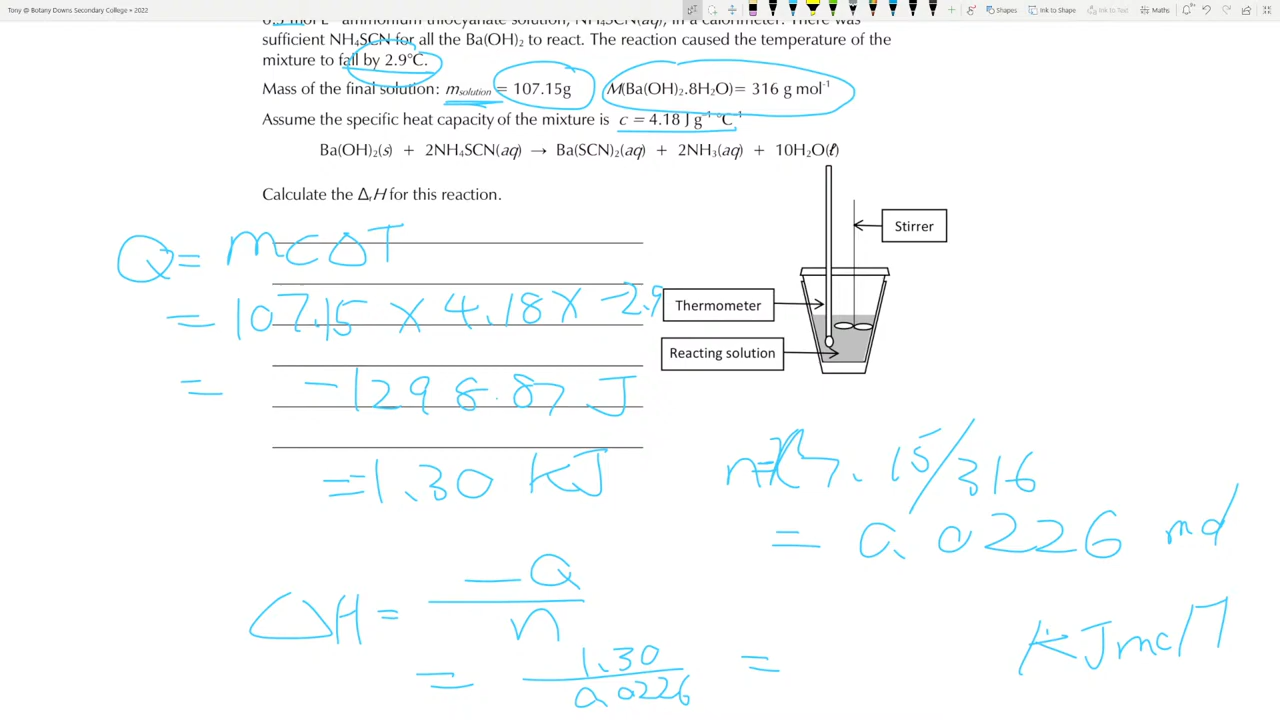 Tony @ Botany Downs Secondary College • 2022
Shapes Ink to Shape Ink to Text Maths
0.5 mol L⁻¹ ammonium thiocyanate solution, NH₄SCN(aq), in a calorimeter. There was
sufficient NH₄SCN for all the Ba(OH)₂ to react. The reaction caused the temperature of the
mixture to fall by 2.9°C.
Mass of the final solution: m_solution = 107.15g M(Ba(OH)₂.8H₂O)= 316 g mol⁻¹
Assume the specific heat capacity of the mixture is c = 4.18 J g⁻¹ °C⁻¹
Ba(OH)₂(s) + 2NH₄SCN(aq) → Ba(SCN)₂(aq) + 2NH₃(aq) + 10H₂O(ℓ)
Calculate the ΔᵣH for this reaction.
Stirrer
Thermometer
Reacting solution
Q = mcΔT
= 107.15 × 4.18 × -2.9
= -1298.87 J
= 1.30 kJ
n= 7.15/316
= 0.0226 mol
ΔH = -Q/n
= 1.30/0.0226 =
kJmol⁻¹